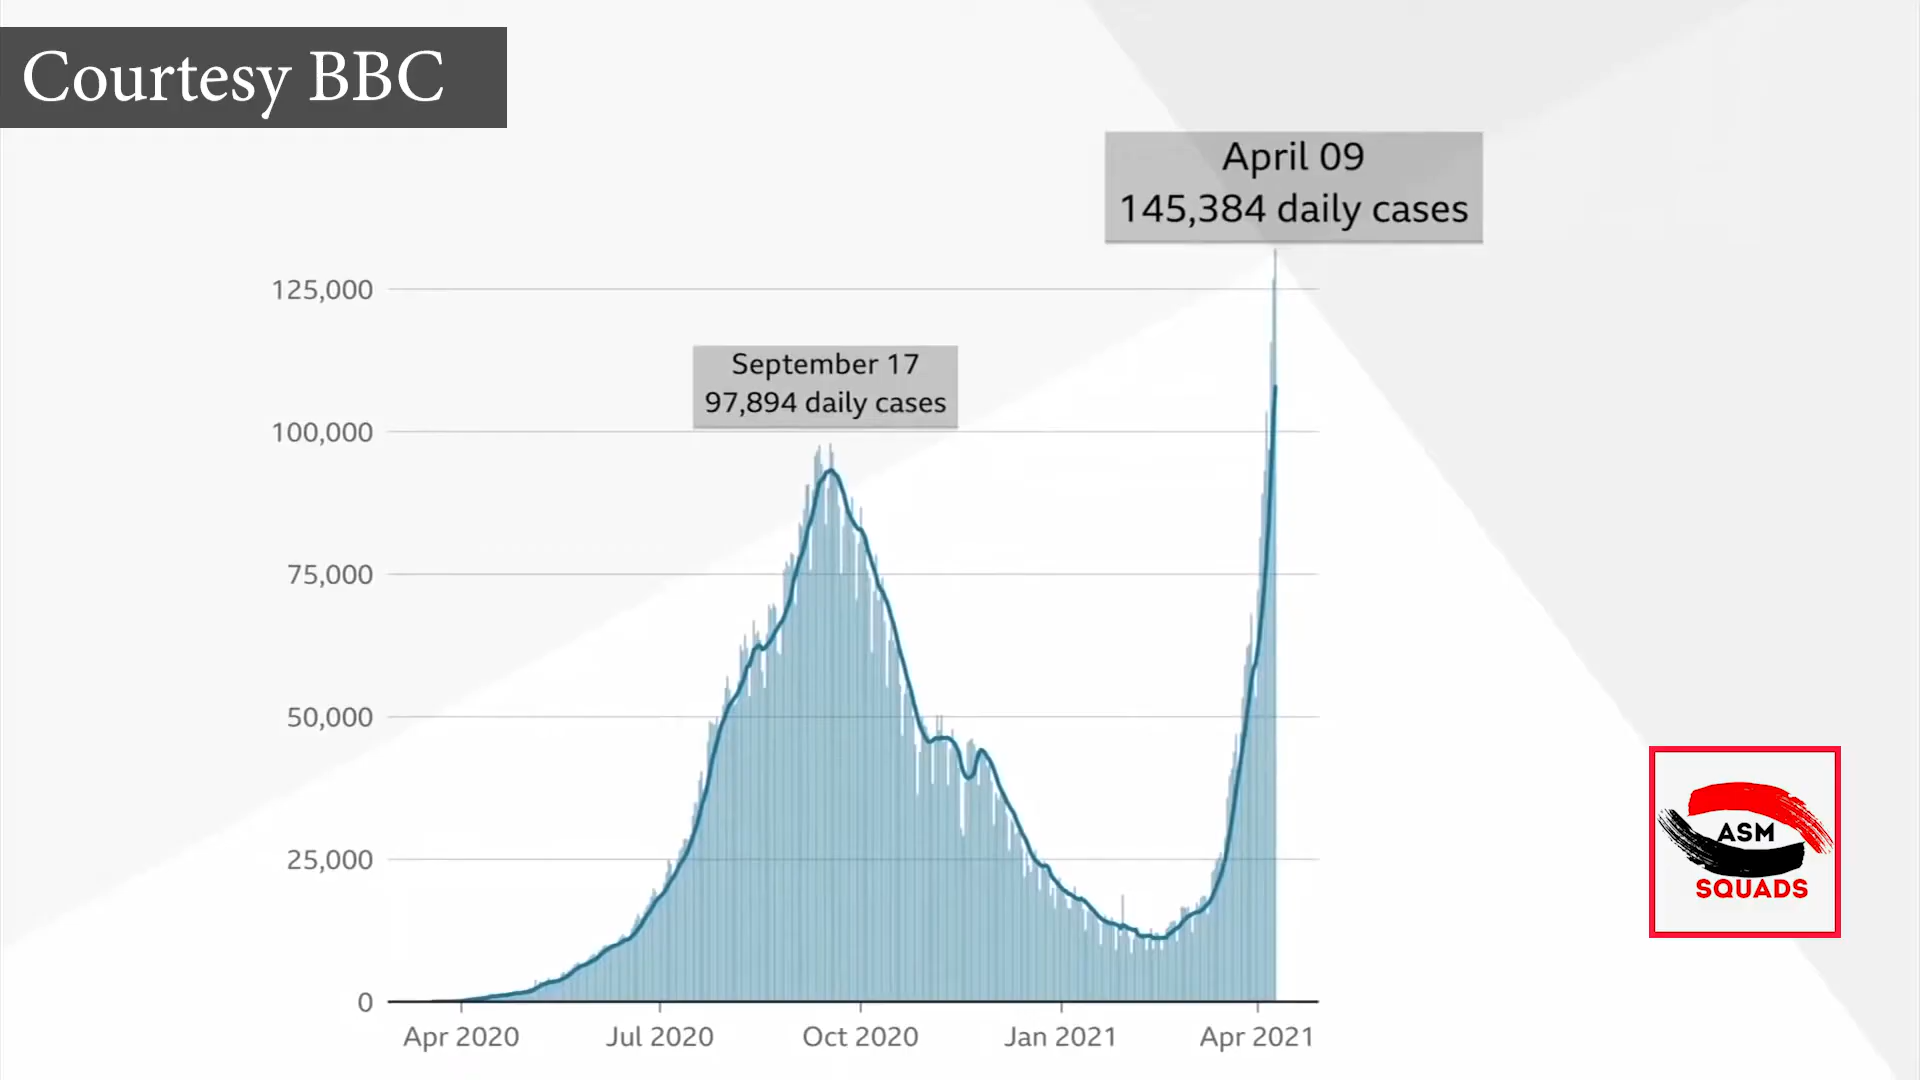 Courtesy BBC
April 09
145,384 daily cases
125,000
September 17
97,894 daily cases
100,000
75,000
50,000
25,000
0
Apr 2020
Jul 2020
Oct 2020
Jan 2021
Apr 2021
ASM
SQUADS